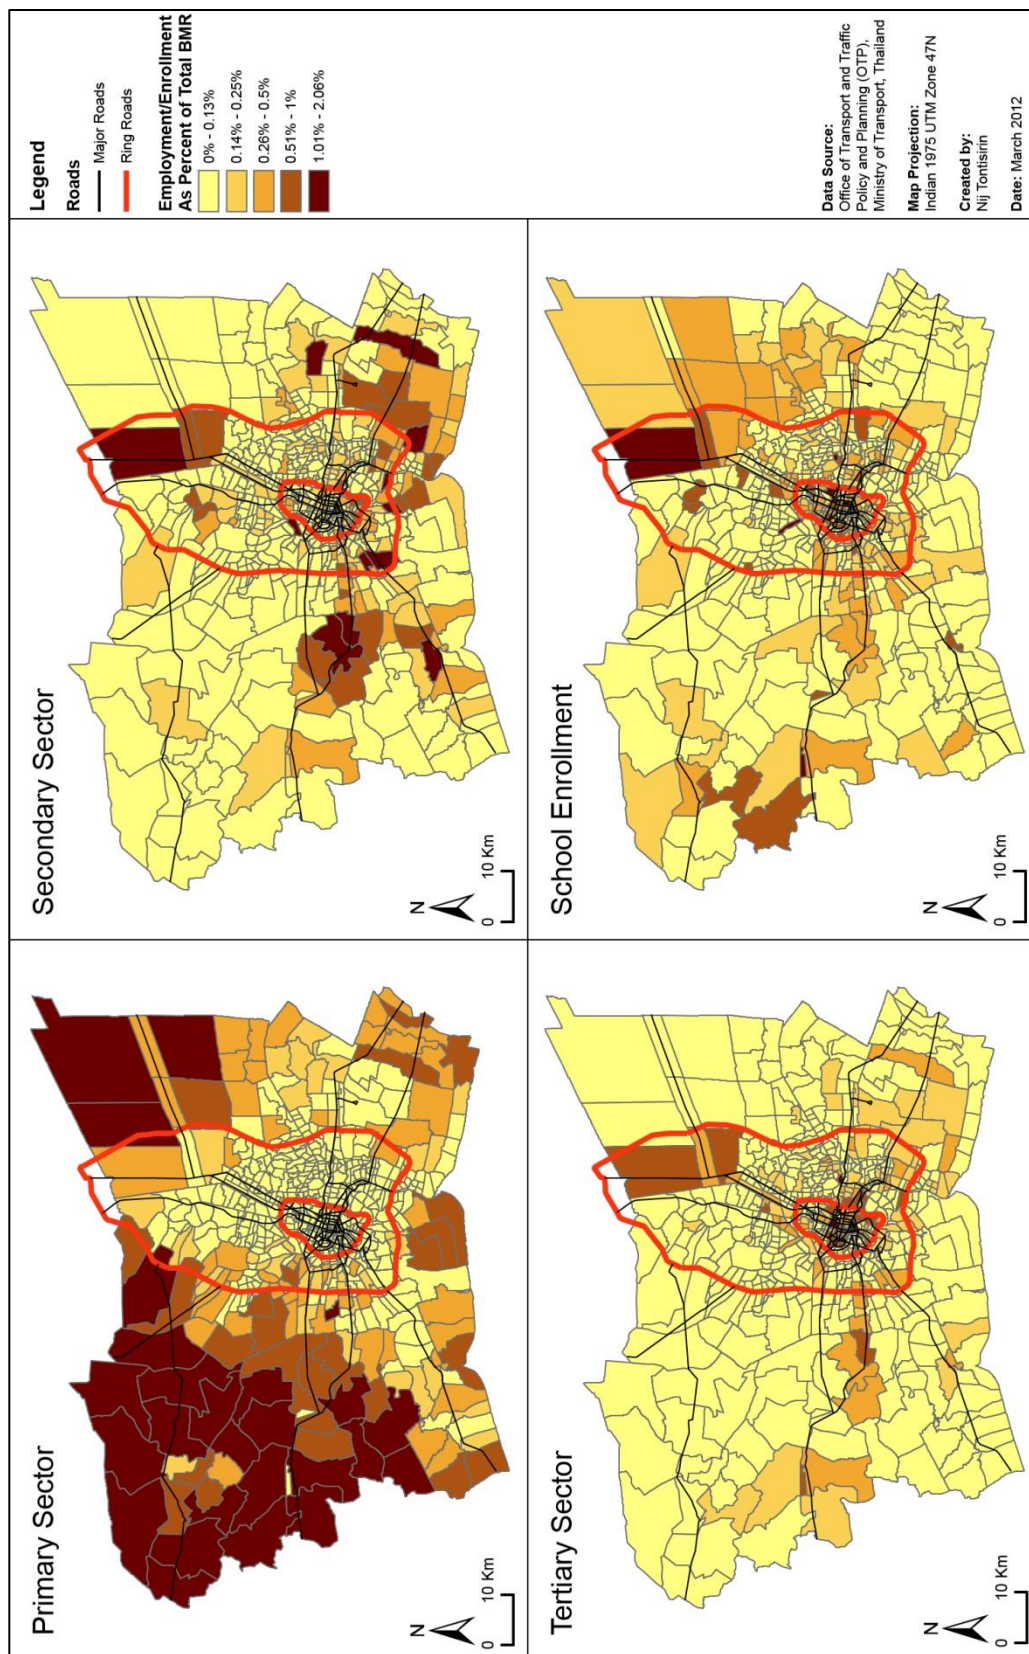 Primary Sector
N
0 10 Km
Secondary Sector
N
0 10 Km
Tertiary Sector
N
0 10 Km
School Enrollment
N
0 10 Km
Legend
Roads
Major Roads
Ring Roads
Employment/Enrollment
As Percent of Total BMR
0% - 0.13%
0.14% - 0.25%
0.26% - 0.5%
0.51% - 1%
1.01% - 2.06%
Data Source:
Office of Transport and Traffic
Policy and Planning (OTP),
Ministry of Transport, Thailand
Map Projection:
Indian 1975 UTM Zone 47N
Created by:
Nij Tontisirin
Date: March 2012